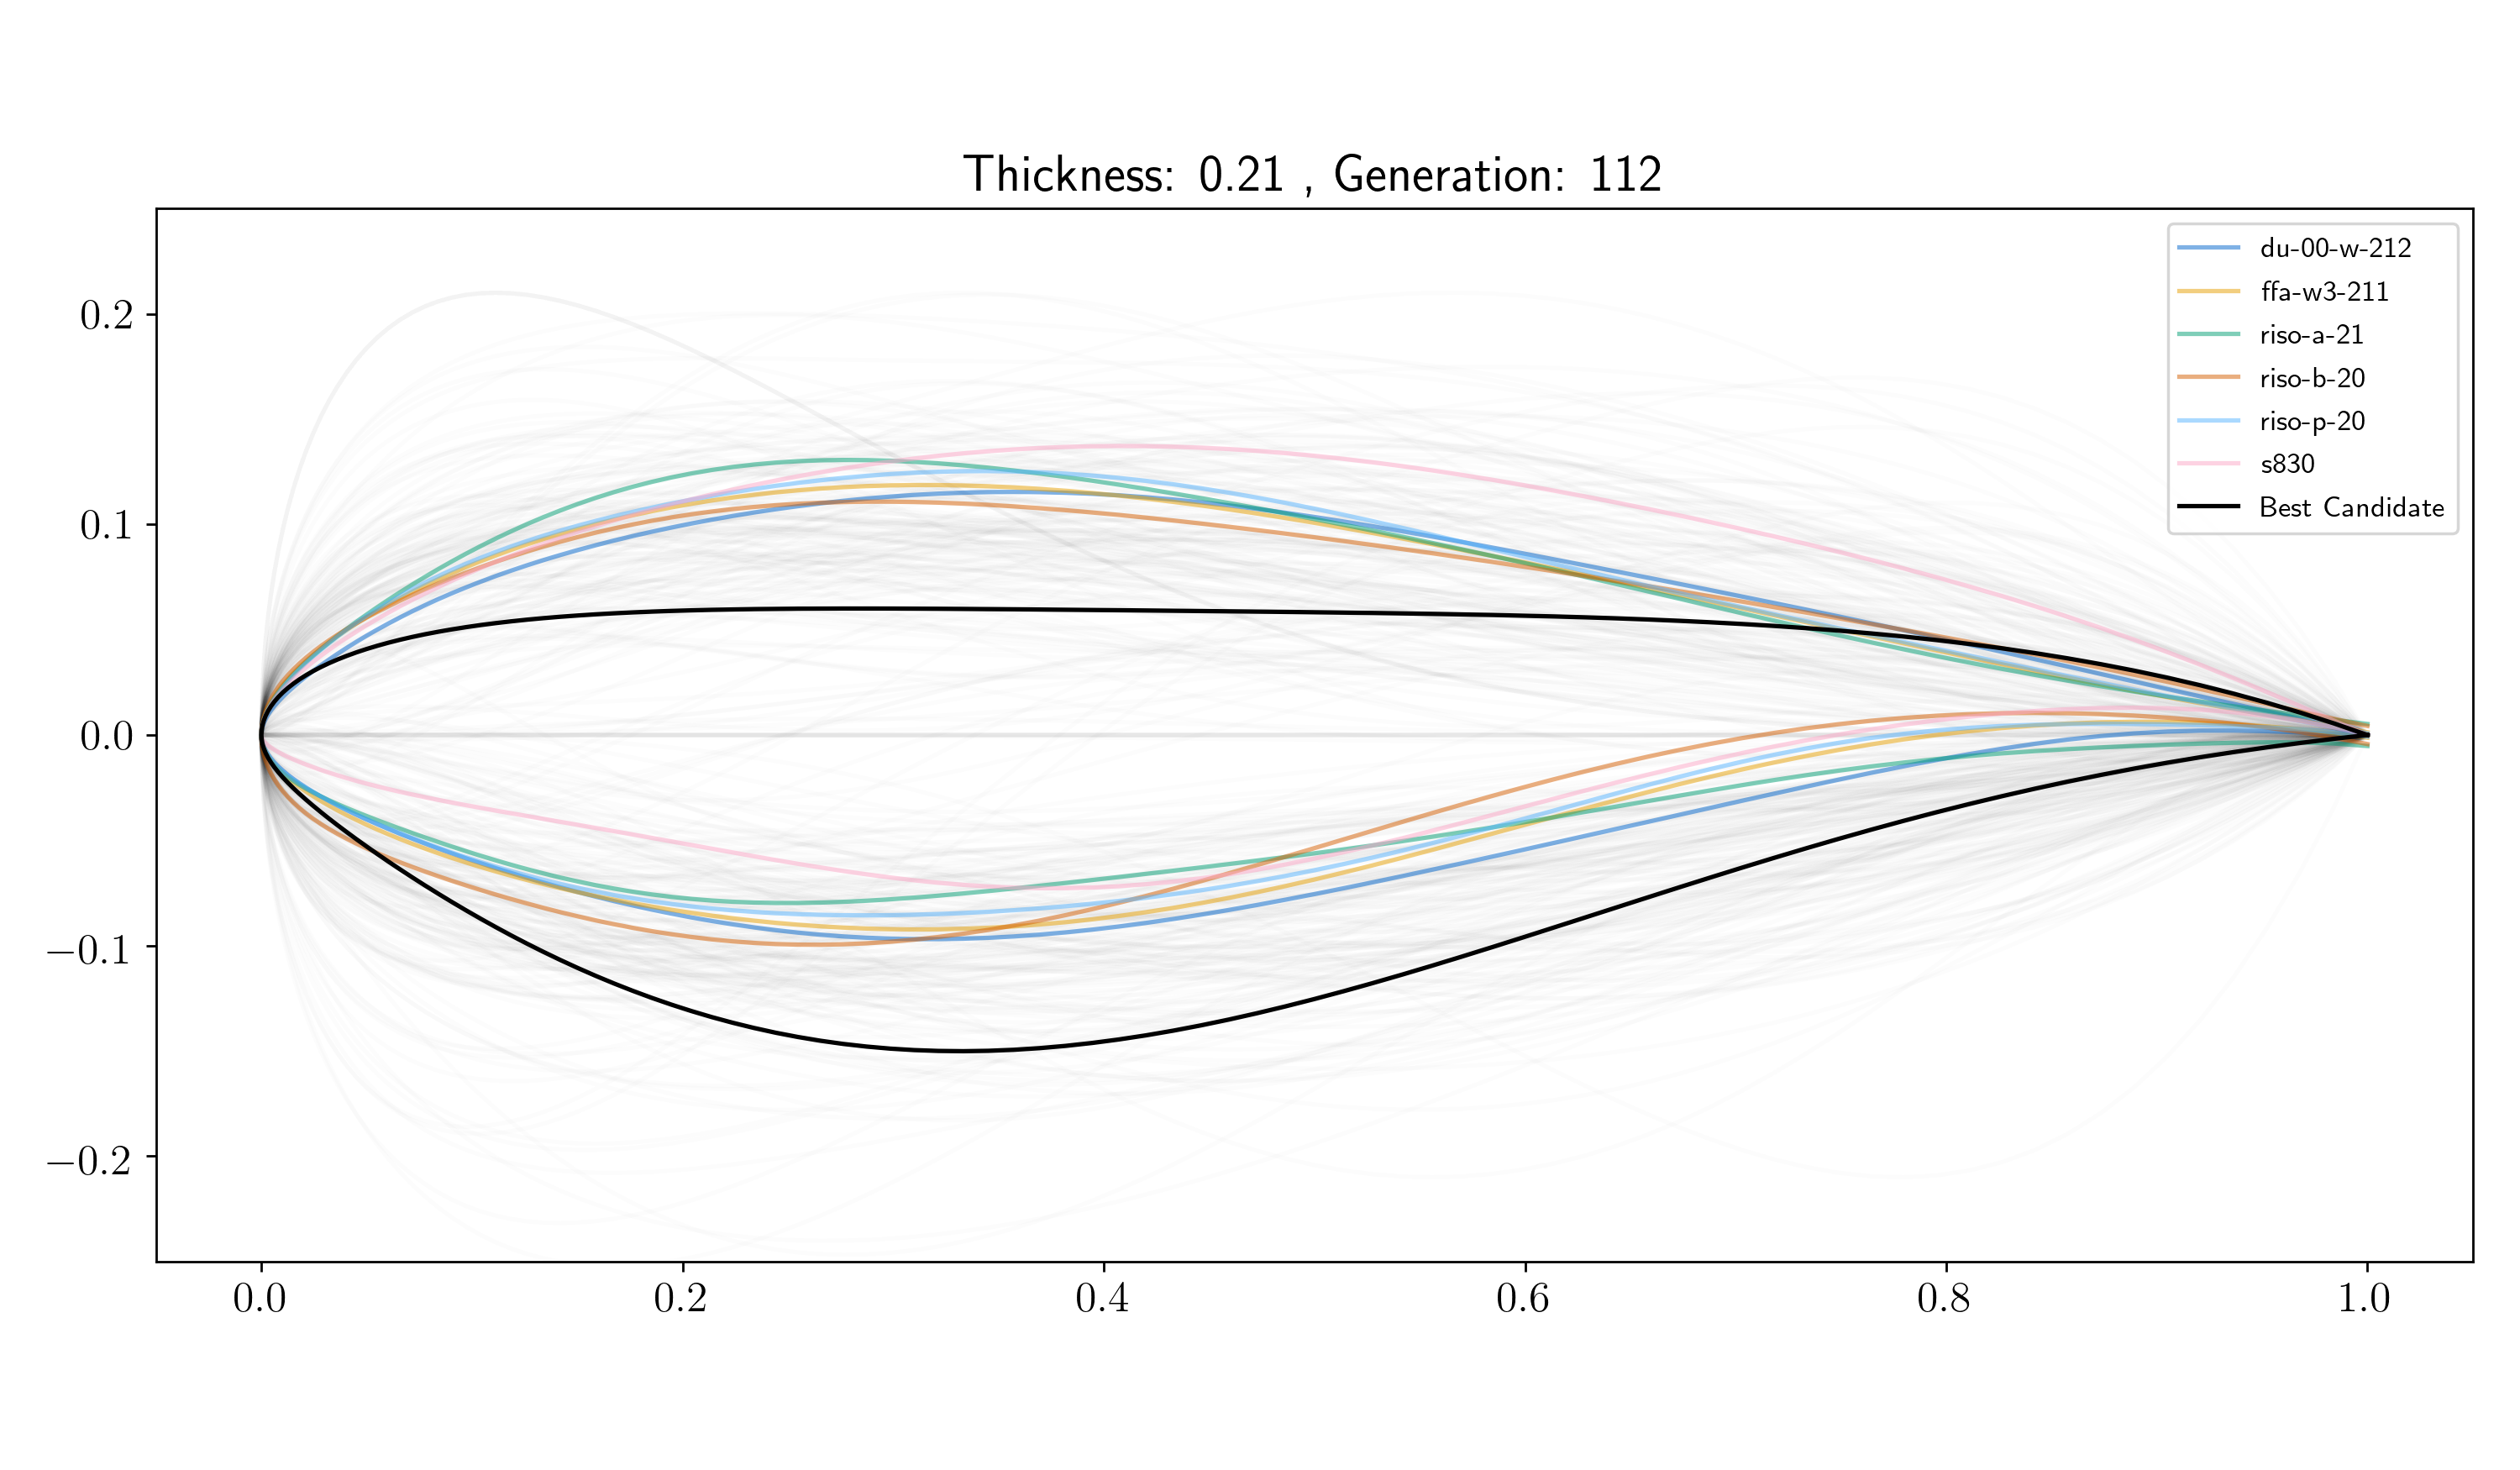 Thickness: 0.21 , Generation: 112
du-00-w-212
ffa-w3-211
riso-a-21
riso-b-20
riso-p-20
s830
Best Candidate
0.2
0.1
0.0
−0.1
−0.2
0.0 0.2 0.4 0.6 0.8 1.0